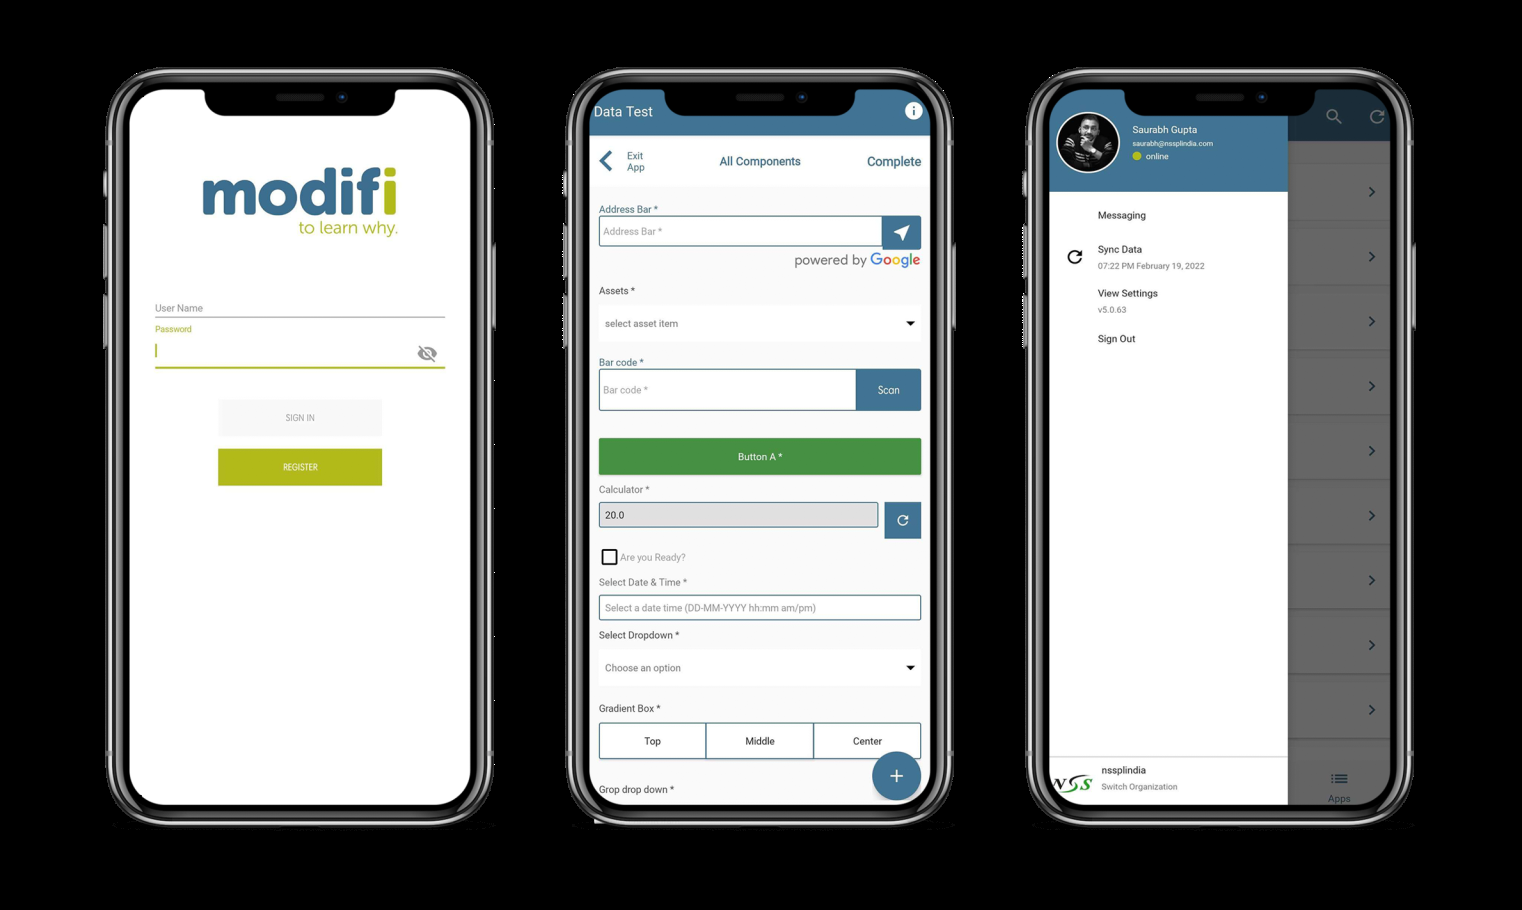 modifi
to learn why.
User Name
Password
SIGN IN
REGISTER
Data Test
Exit
App
All Components
Complete
Address Bar *
Address Bar *
powered by Google
Assets *
select asset item
Bar code *
Bar code *
Scan
Button A *
Calculator *
20.0
Are you Ready?
Select Date & Time *
Select a date time (DD-MM-YYYY hh:mm am/pm)
Select Dropdown *
Choose an option
Gradient Box *
Top
Middle
Center
Grop drop down *
Saurabh Gupta
saurabh@nssplindia.com
online
Messaging
Sync Data
07:22 PM February 19, 2022
View Settings
v5.0.63
Sign Out
NSS
nssplindia
Switch Organization
Apps